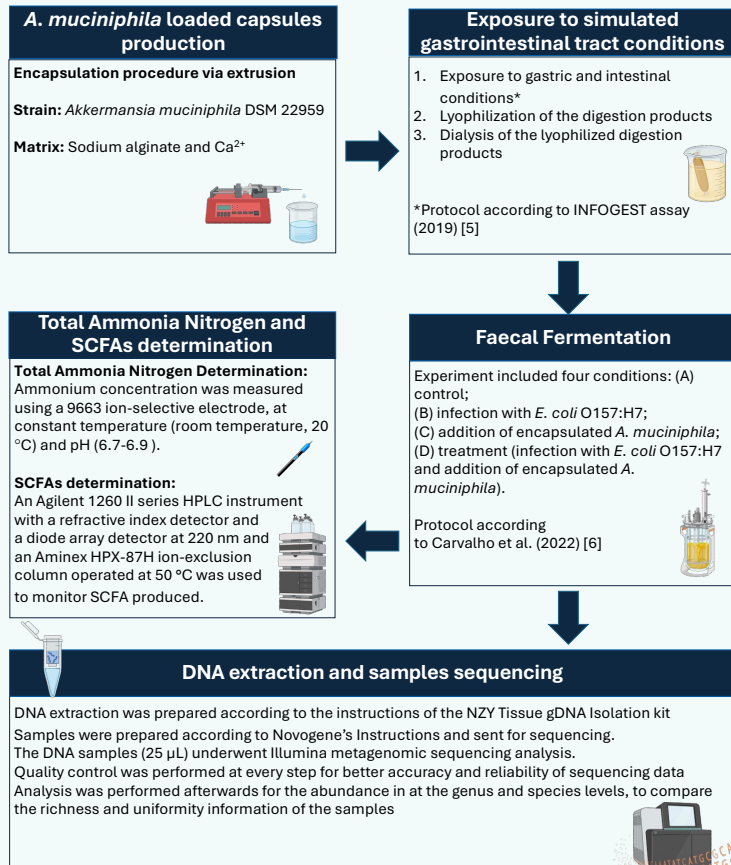 A. muciniphila loaded capsules
production
Encapsulation procedure via extrusion
Strain: Akkermansia muciniphila DSM 22959
Matrix: Sodium alginate and Ca²⁺
Exposure to simulated
gastrointestinal tract conditions
1. Exposure to gastric and intestinal
conditions*
2. Lyophilization of the digestion products
3. Dialysis of the lyophilized digestion
products
*Protocol according to INFOGEST assay
(2019) [5]
Faecal Fermentation
Experiment included four conditions: (A)
control;
(B) infection with E. coli O157:H7;
(C) addition of encapsulated A. muciniphila;
(D) treatment (infection with E. coli O157:H7
and addition of encapsulated A.
muciniphila).
Protocol according
to Carvalho et al. (2022) [6]
Total Ammonia Nitrogen and
SCFAs determination
Total Ammonia Nitrogen Determination:
Ammonium concentration was measured
using a 9663 ion-selective electrode, at
constant temperature (room temperature, 20
°C) and pH (6.7-6.9 ).
SCFAs determination:
An Agilent 1260 II series HPLC instrument
with a refractive index detector and
a diode array detector at 220 nm and
an Aminex HPX-87H ion-exclusion
column operated at 50 °C was used
to monitor SCFA produced.
DNA extraction and samples sequencing
DNA extraction was prepared according to the instructions of the NZY Tissue gDNA Isolation kit
Samples were prepared according to Novogene's Instructions and sent for sequencing.
The DNA samples (25 µL) underwent Illumina metagenomic sequencing analysis.
Quality control was performed at every step for better accuracy and reliability of sequencing data
Analysis was performed afterwards for the abundance in at the genus and species levels, to compare
the richness and uniformity information of the samples